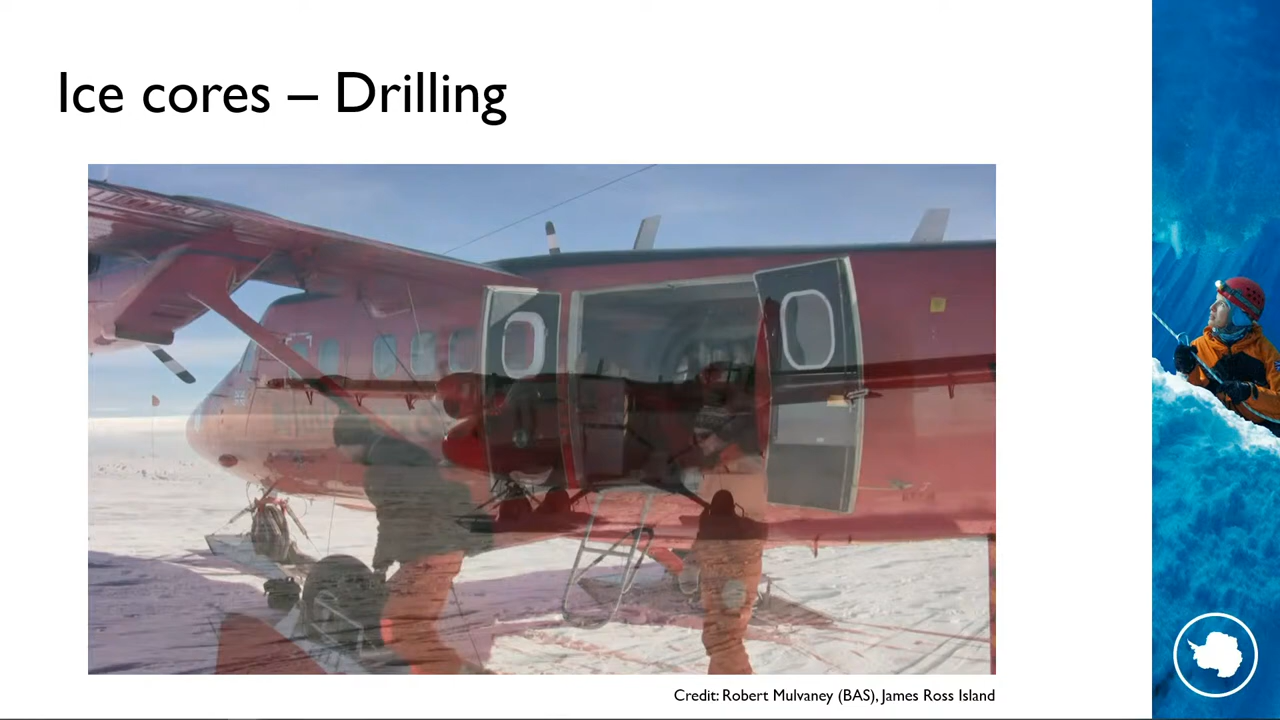 Ice cores – Drilling
Credit: Robert Mulvaney (BAS), James Ross Island